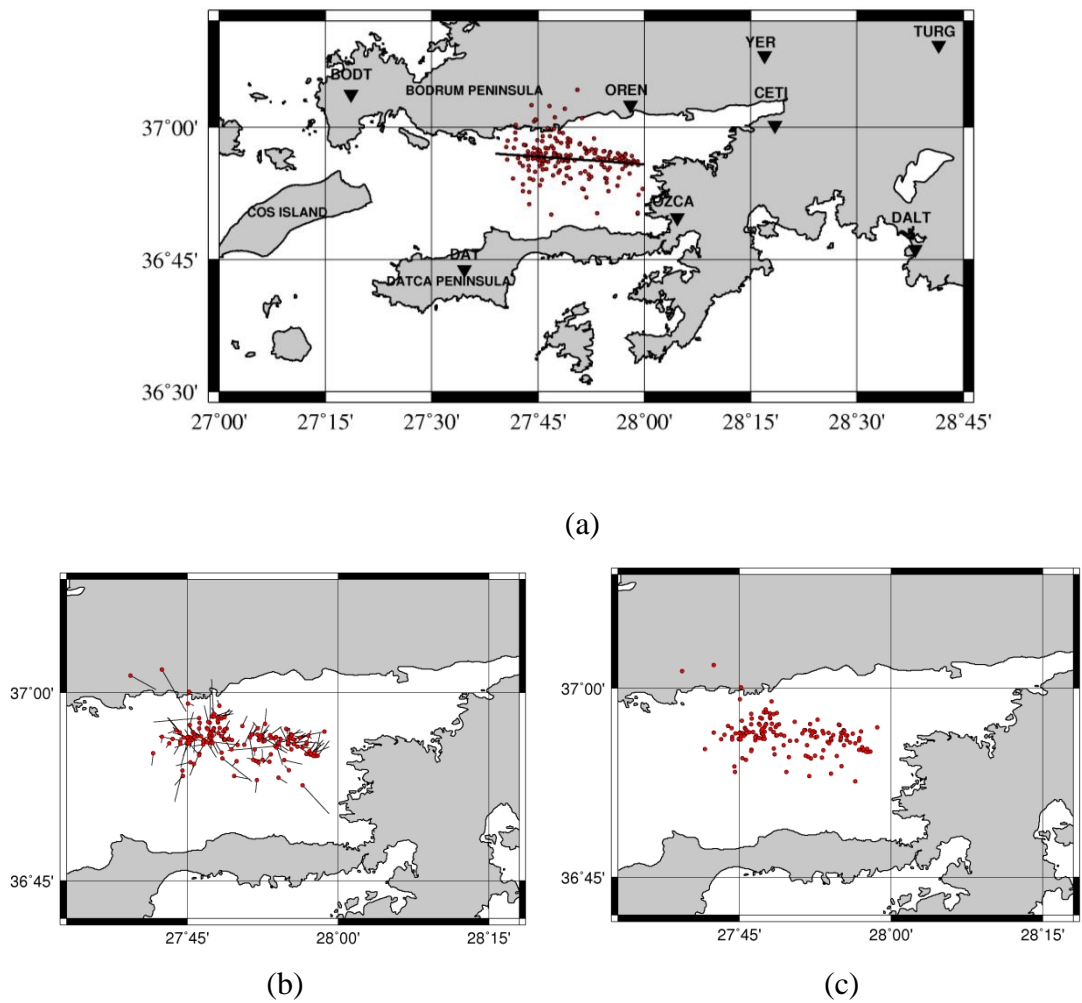 TURG
YER
BODT
BODRUM PENINSULA
OREN
CETI
37°00'
COS ISLAND
OZCA
DALT
36°45'
DAT
DATCA PENINSULA
36°30'
27°00' 27°15' 27°30' 27°45' 28°00' 28°15' 28°30' 28°45'
(a)
37°00'
36°45'
27°45' 28°00' 28°15'
(b)
37°00'
36°45'
27°45' 28°00' 28°15'
(c)